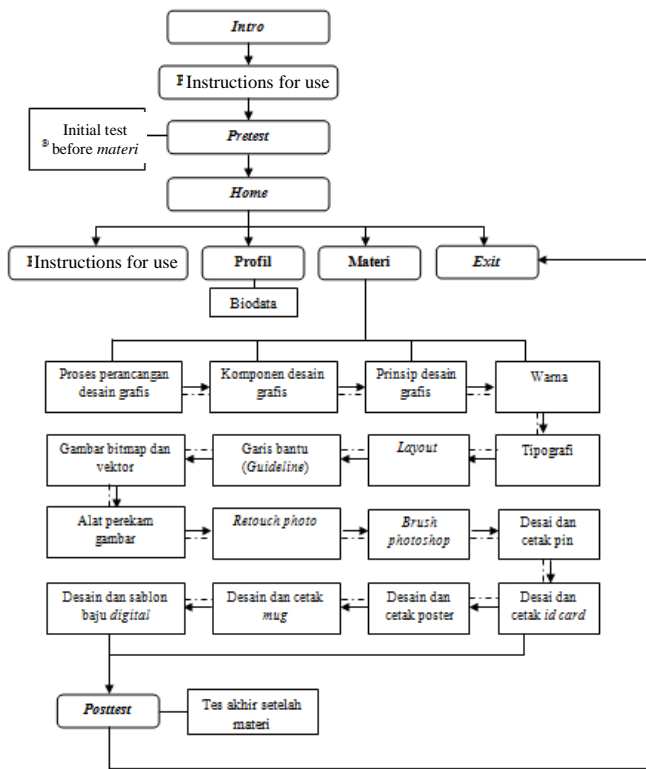 Intro
Instructions for use
Initial test
before materi
Pretest
Home
Instructions for use
Profil
Materi
Exit
Biodata
Proses perancangan
desain grafis
Komponen desain
grafis
Prinsip desain
grafis
Warna
Gambar bitmap dan
vektor
Garis bantu
(Guideline)
Layout
Tipografi
Alat perekam
gambar
Retouch photo
Brush
photoshop
Desai dan
cetak pin
Desain dan sablon
baju digital
Desain dan cetak
mug
Desain dan
cetak poster
Desai dan
cetak id card
Posttest
Tes akhir setelah
materi